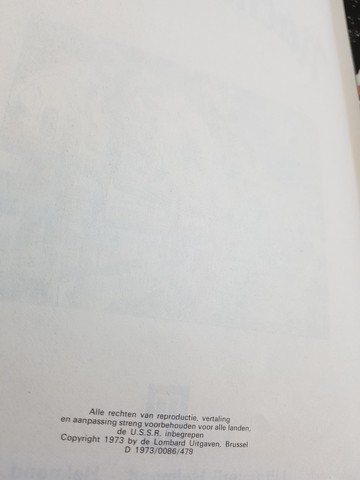 Alle rechten van reproductie, vertaling
en aanpassing streng voorbehouden voor alle landen,
de U.S.S.R. inbegrepen
Copyright 1973 by de Lombard Uitgaven, Brussel
D 1973/0086/479